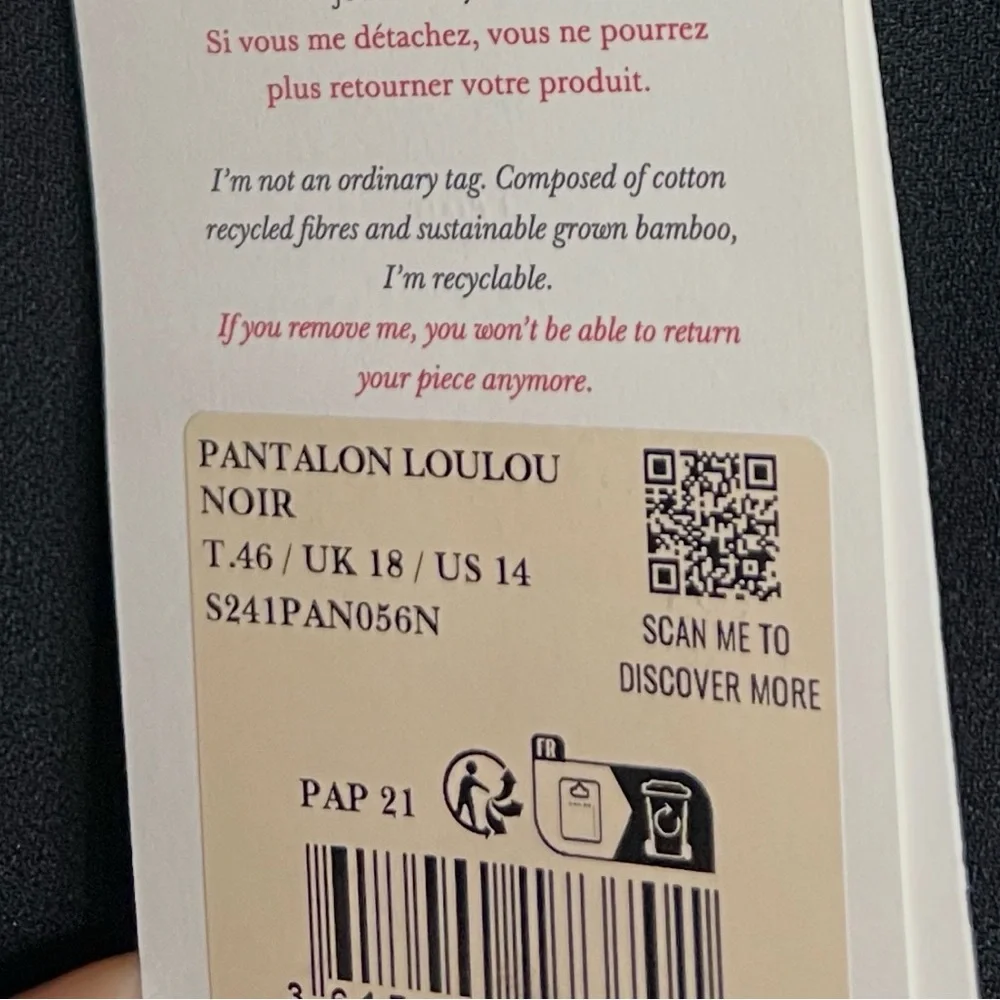 Si vous me détachez, vous ne pourrez
plus retourner votre produit.
I'm not an ordinary tag. Composed of cotton
recycled fibres and sustainable grown bamboo,
I'm recyclable.
If you remove me, you won't be able to return
your piece anymore.
PANTALON LOULOU
NOIR
T.46 / UK 18 / US 14
S241PAN056N
SCAN ME TO
DISCOVER MORE
FR
PAP 21